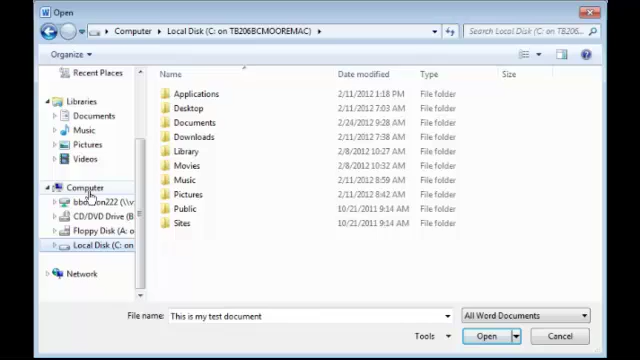 Open
Computer ▸ Local Disk (C: on TB206BCMOOREMAC) ▸
Search Local Disk (C: on TB206...
Organize
Name Date modified Type Size
Recent Places
Libraries
Documents
Music
Pictures
Videos
Computer
CD/DVD Drive (B
Floppy Disk (A: o
Local Disk (C: on
Network
Applications 2/11/2012 1:18 PM File folder
Desktop 2/11/2012 7:03 AM File folder
Documents 2/24/2012 9:28 AM File folder
Downloads 2/11/2012 7:38 AM File folder
Library 2/8/2012 10:27 AM File folder
Movies 2/8/2012 10:32 AM File folder
Music 2/11/2012 8:59 AM File folder
Pictures 2/11/2012 8:42 AM File folder
Public 10/21/2011 9:14 AM File folder
Sites 10/21/2011 9:14 AM File folder
File name: This is my test document
All Word Documents
Tools Open Cancel